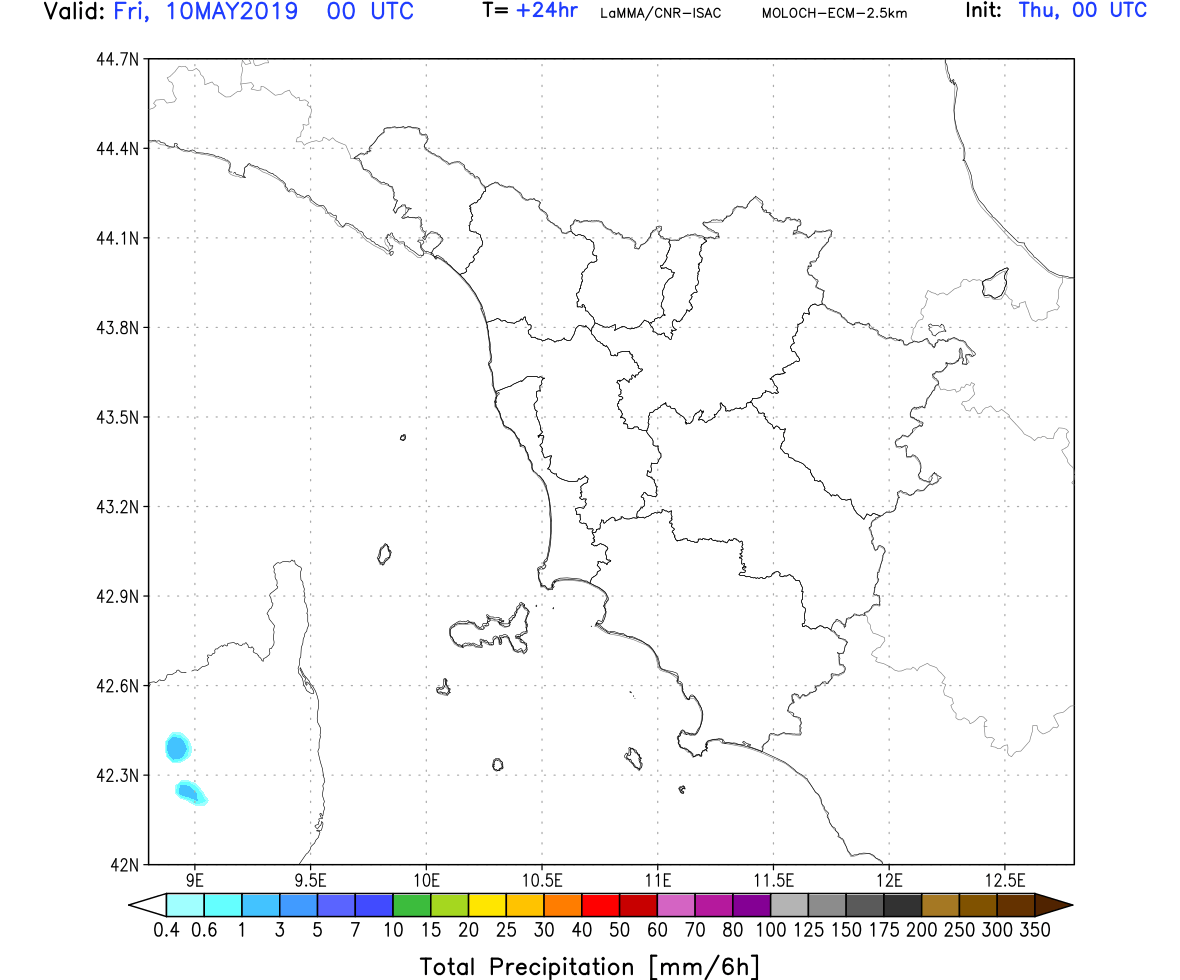 Valid: Fri, 10MAY2019 00 UTC T= +24hr LaMMA/CNR-ISAC MOLOCH-ECM-2.5km Init: Thu, 00 UTC
44.7N
44.4N
44.1N
43.8N
43.5N
43.2N
42.9N
42.6N
42.3N
42N
9E 9.5E 10E 10.5E 11E 11.5E 12E 12.5E
0.4 0.6 1 3 5 7 10 15 20 25 30 40 50 60 70 80 100 125 150 175 200 250 300 350
Total Precipitation [mm/6h]